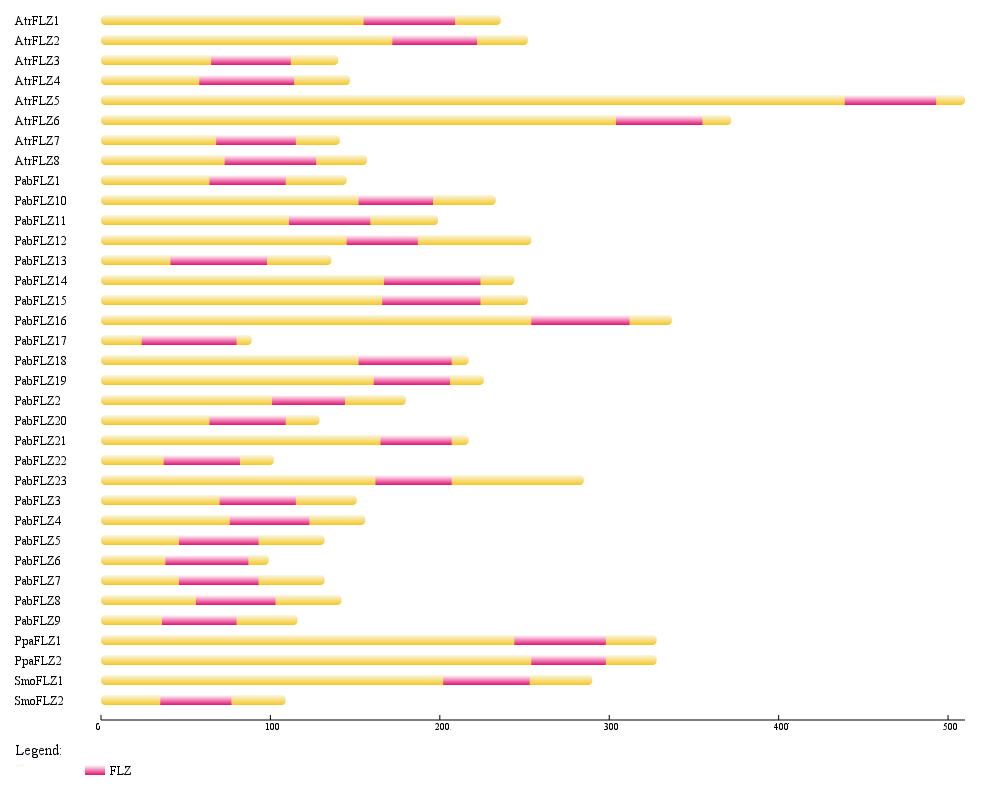 AtrFLZ1
AtrFLZ2
AtrFLZ3
AtrFLZ4
AtrFLZ5
AtrFLZ6
AtrFLZ7
AtrFLZ8
PabFLZ1
PabFLZ10
PabFLZ11
PabFLZ12
PabFLZ13
PabFLZ14
PabFLZ15
PabFLZ16
PabFLZ17
PabFLZ18
PabFLZ19
PabFLZ2
PabFLZ20
PabFLZ21
PabFLZ22
PabFLZ23
PabFLZ3
PabFLZ4
PabFLZ5
PabFLZ6
PabFLZ7
PabFLZ8
PabFLZ9
PpaFLZ1
PpaFLZ2
SmoFLZ1
SmoFLZ2
0 100 200 300 400 500
Legend:
FLZ